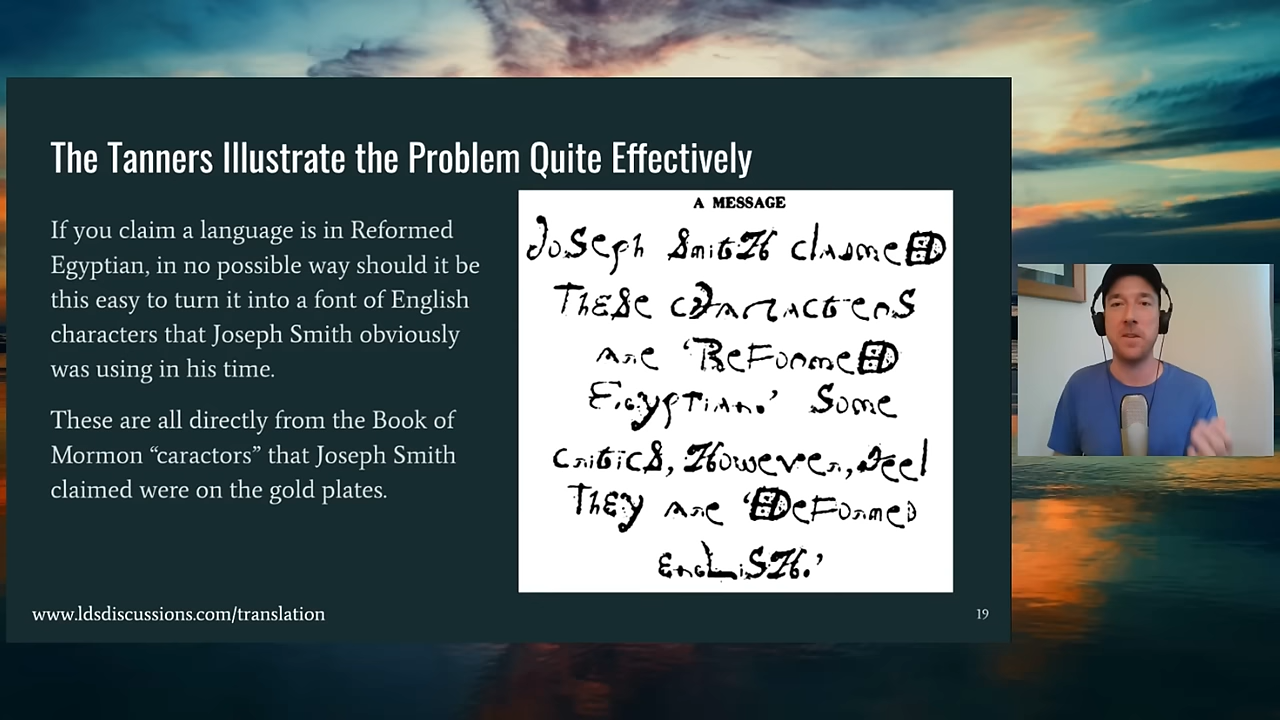 The Tanners Illustrate the Problem Quite Effectively
If you claim a language is in Reformed
Egyptian, in no possible way should it be
this easy to turn it into a font of English
characters that Joseph Smith obviously
was using in his time.
These are all directly from the Book of
Mormon “caractors” that Joseph Smith
claimed were on the gold plates.
A MESSAGE
Joseph Smith claimed
These characters
are ‘Reformed
Egyptian.’ Some
critics, However, feel
They are ‘Deformed
English.’
www.ldsdiscussions.com/translation
19